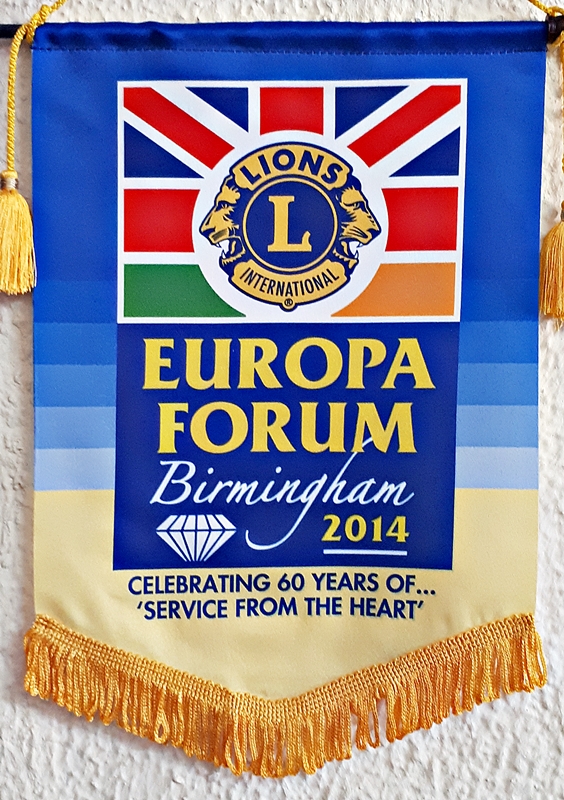 LIONS
L
INTERNATIONAL
®
EUROPA
FORUM
Birmingham
2014
CELEBRATING 60 YEARS OF...
‘SERVICE FROM THE HEART’